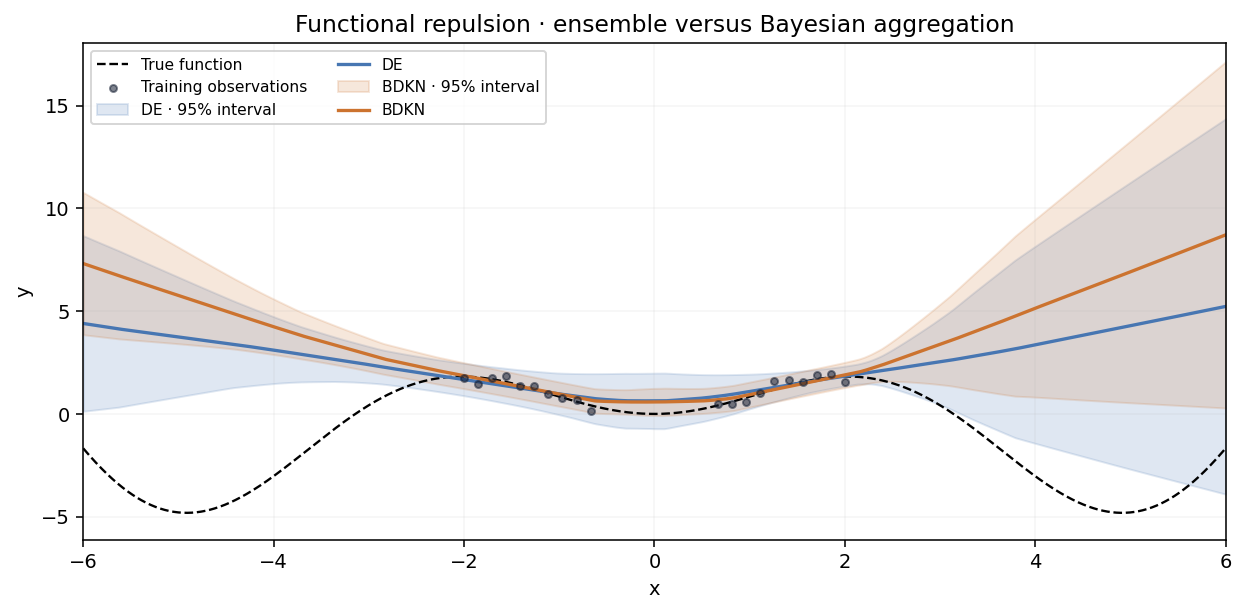 Functional repulsion · ensemble versus Bayesian aggregation
True function
Training observations
DE · 95% interval
DE
BDKN · 95% interval
BDKN
y
15
10
5
0
−5
−6
−4
−2
0
2
4
6
x